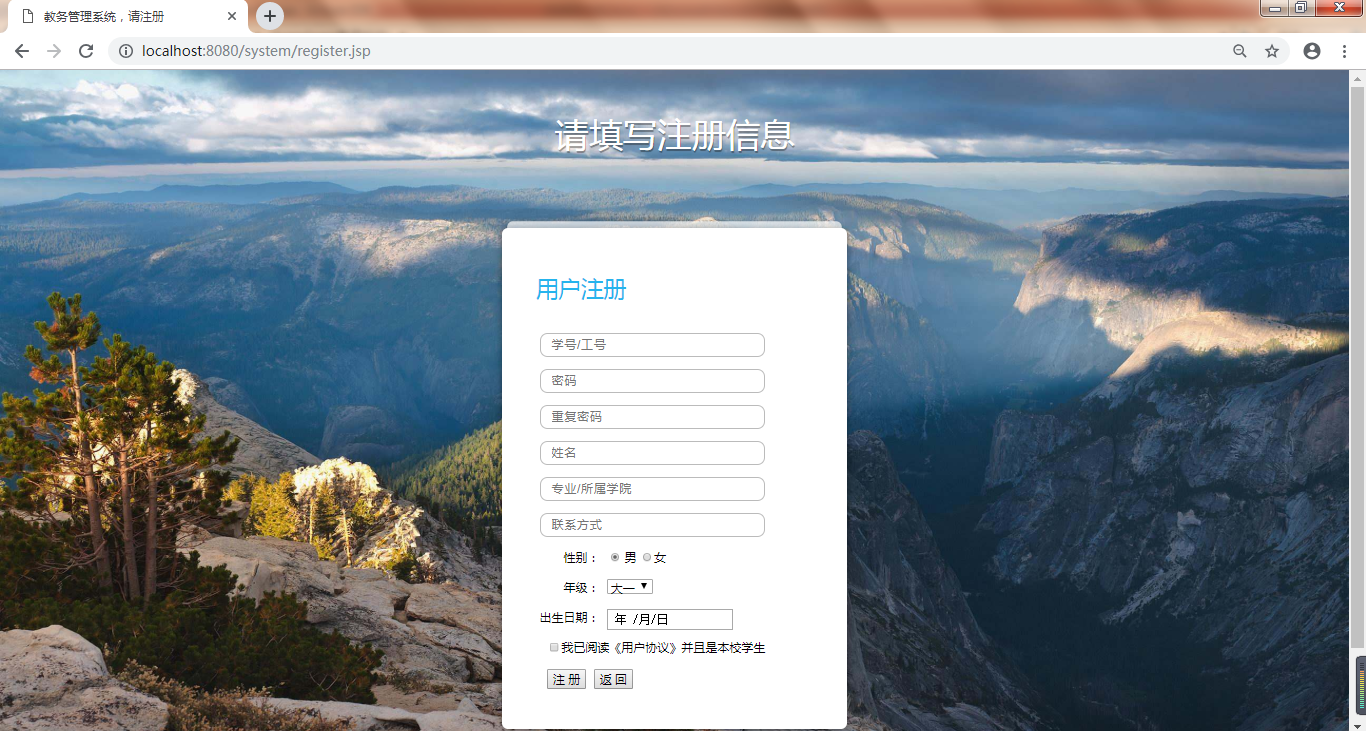 教务管理系统，请注册
localhost:8080/system/register.jsp
请填写注册信息
用户注册
学号/工号
密码
重复密码
姓名
专业/所属学院
联系方式
性别： 男 女
年级： 大一
出生日期： 年 /月/日
我已阅读《用户协议》并且是本校学生
注 册 返 回